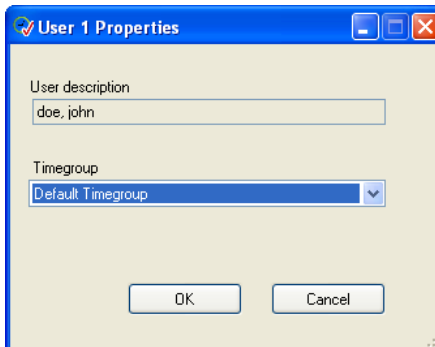 User 1 Properties
User description
doe, john
Timegroup
Default Timegroup
OK
Cancel